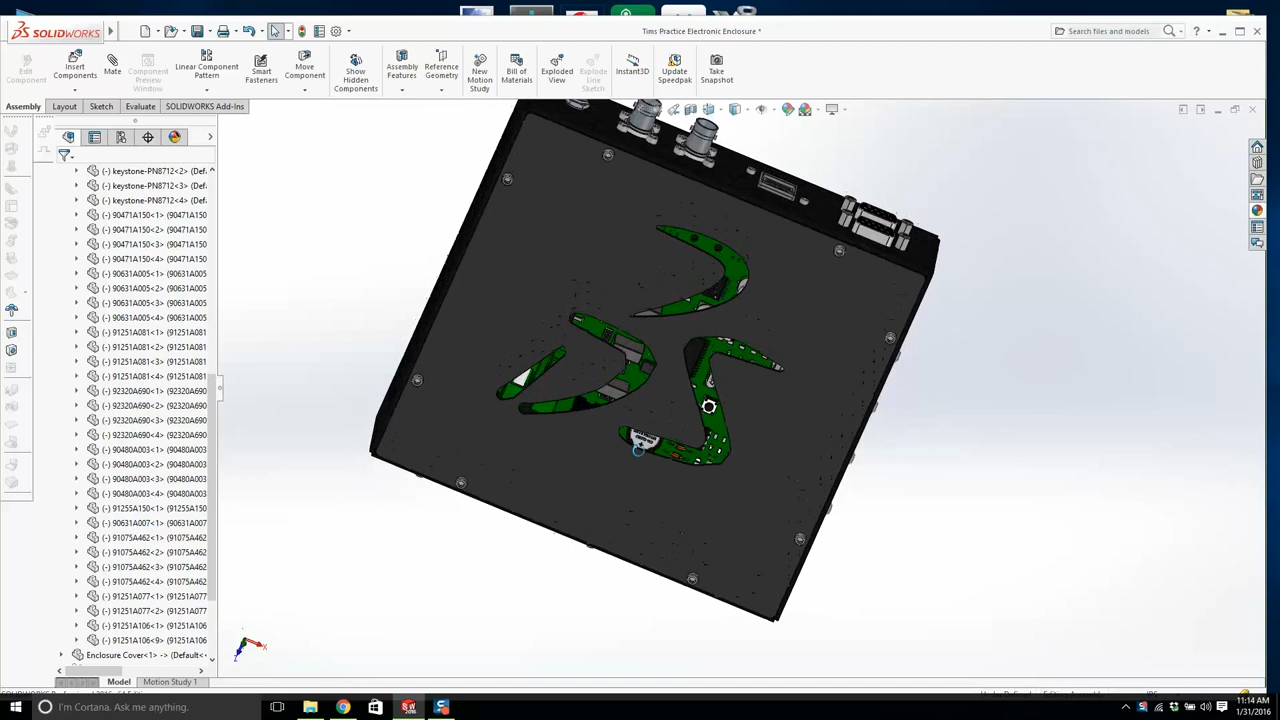 SOLIDWORKS
Tims Practice Electronic Enclosure *
Search files and models
Edit Component
Insert Components
Mate
Component Preview Window
Linear Component Pattern
Smart Fasteners
Move Component
Show Hidden Components
Assembly Features
Reference Geometry
New Motion Study
Bill of Materials
Exploded View
Explode Line Sketch
Instant3D
Update Speedpak
Take Snapshot
Assembly Layout Sketch Evaluate SOLIDWORKS Add-Ins
(-) keystone-PN8712<2> (Def
(-) keystone-PN8712<3> (Def
(-) keystone-PN8712<4> (Def
(-) 90471A150<1> (90471A150
(-) 90471A150<2> (90471A150
(-) 90471A150<3> (90471A150
(-) 90471A150<4> (90471A150
(-) 90631A005<1> (90631A005
(-) 90631A005<2> (90631A005
(-) 90631A005<3> (90631A005
(-) 90631A005<4> (90631A005
(-) 91251A081<1> (91251A081
(-) 91251A081<2> (91251A081
(-) 91251A081<3> (91251A081
(-) 91251A081<4> (91251A081
(-) 92320A690<1> (92320A690
(-) 92320A690<2> (92320A690
(-) 92320A690<3> (92320A690
(-) 92320A690<4> (92320A690
(-) 90480A003<1> (90480A003
(-) 90480A003<2> (90480A003
(-) 90480A003<3> (90480A003
(-) 90480A003<4> (90480A003
(-) 91255A150<1> (91255A150
(-) 90631A007<1> (90631A007
(-) 91075A462<1> (91075A462
(-) 91075A462<2> (91075A462
(-) 91075A462<3> (91075A462
(-) 91075A462<4> (91075A462
(-) 91251A077<1> (91251A077
(-) 91251A077<2> (91251A077
(-) 91251A106<1> (91251A106
(-) 91251A106<9> (91251A106
Enclosure Cover<1> -> (Default<
X
Z
Model Motion Study 1
I'm Cortana. Ask me anything.
11:14 AM
1/31/2016